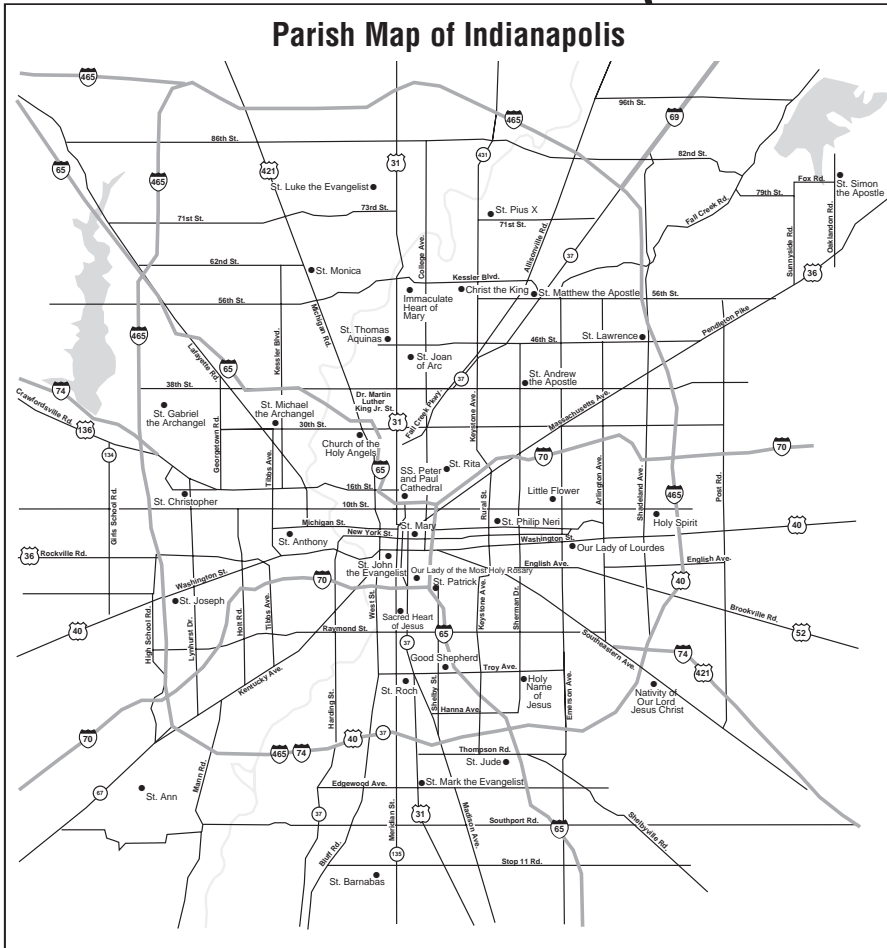 Parish Map of Indianapolis
465
96th St.
69
465
86th St.
31
431
82nd St.
65
421
465
Fox Rd.
St. Simon
the Apostle
79th St.
St. Luke the Evangelist
Fall Creek Rd.
73rd St.
St. Pius X
71st St.
71st St.
College Ave.
Allisonville Rd.
Sunnyside Rd.
Oaklandon Rd.
37
62nd St.
St. Monica
36
Kessler Blvd.
Christ the King
St. Matthew the Apostle
56th St.
56th St.
Immaculate
Heart of
Mary
Michigan Rd.
Pendleton Pike
465
Kessler Blvd.
St. Thomas
Aquinas
46th St.
St. Lawrence
Lafayette Rd.
65
St. Joan
of Arc
37
St. Andrew
the Apostle
74
38th St.
Crawfordsville Rd.
Dr. Martin
Luther
King Jr. St.
Fall Creek Pkwy.
Keystone Ave.
Massachusetts Ave.
St. Gabriel
the Archangel
St. Michael
the Archangel
136
31
30th St.
Georgetown Rd.
Church of the
Holy Angels
70
70
134
Tibbs Ave.
65
St. Rita
SS. Peter
and Paul
Cathedral
Arlington Ave.
Shadeland Ave.
Post Rd.
Girls School Rd.
16th St.
St. Christopher
Little Flower
465
Rural St.
10th St.
Michigan St.
St. Philip Neri
Holy Spirit
40
St. Anthony
New York St.
St. Mary
Washington St.
Our Lady of Lourdes
36
Rockville Rd.
St. John
the Evangelist
English Ave.
English Ave.
Washington St.
70
Our Lady of the Most Holy Rosary
St. Patrick
40
St. Joseph
Holt Rd.
Tibbs Ave.
West St.
Keystone Ave.
Sherman Dr.
Brookville Rd.
High School Rd.
Lynhurst Dr.
Sacred Heart
of Jesus
40
Raymond St.
65
52
37
Southeastern Ave.
74
Good Shepherd
421
Kentucky Ave.
Troy Ave.
St. Roch
Shelby St.
Holy
Name
of
Jesus
Emerson Ave.
Nativity of
Our Lord
Jesus Christ
Harding St.
Hanna Ave.
70
40
37
465
74
Thompson Rd.
St. Jude
Mann Rd.
Edgewood Ave.
St. Mark the Evangelist
67
St. Ann
37
Meridian St.
31
Madison Ave.
Southport Rd.
65
Shelbyville Rd.
Bluff Rd.
135
Stop 11 Rd.
St. Barnabas